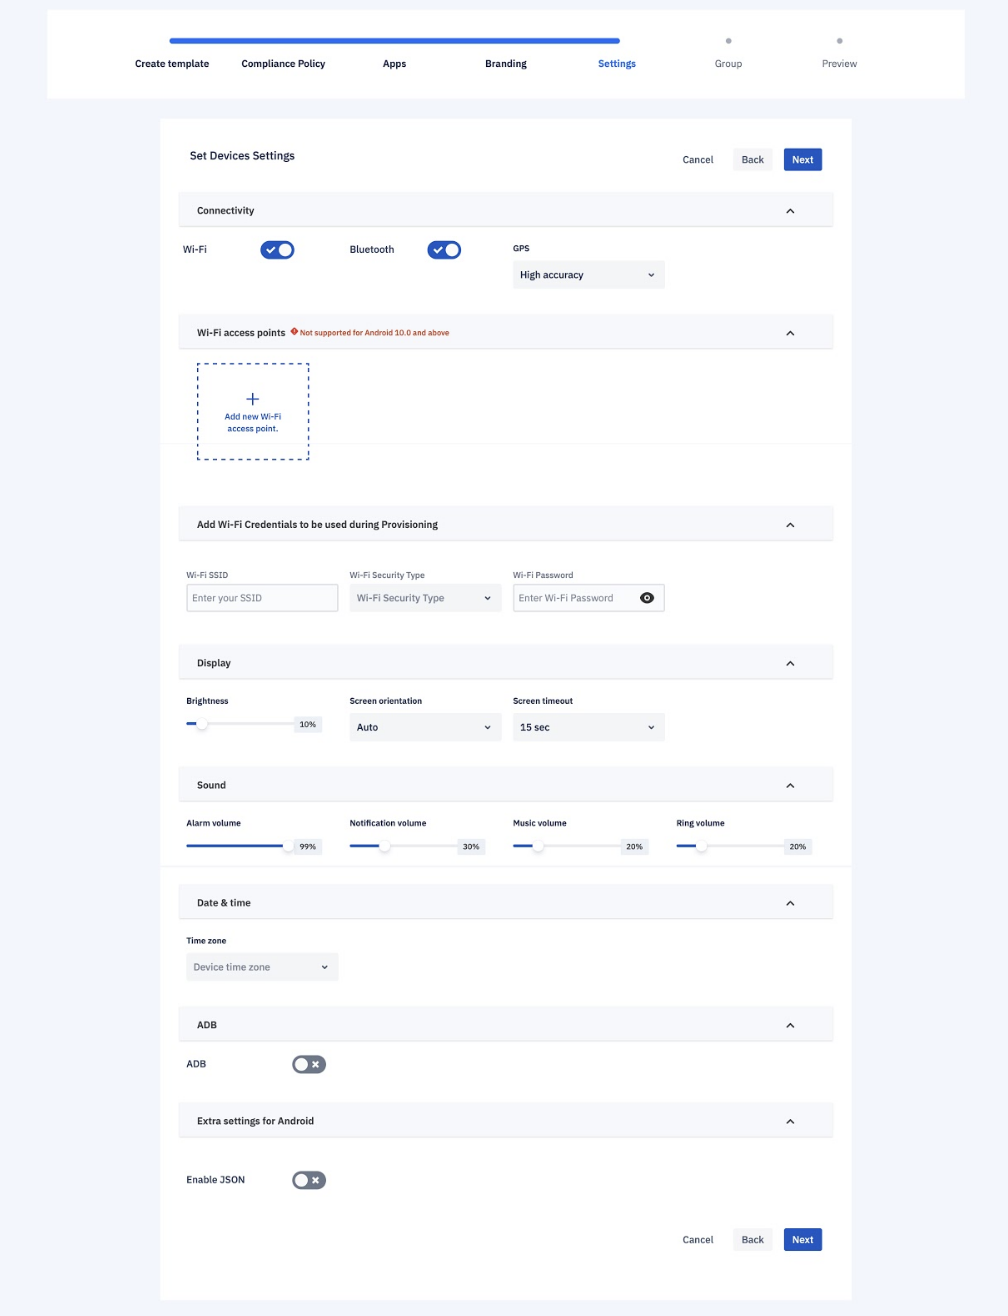 Create template Compliance Policy Apps Branding Settings Group Preview
Set Devices Settings
Cancel Back Next
Connectivity
Wi-Fi Bluetooth GPS
High accuracy
Wi-Fi access points Not supported for Android 10.0 and above
Add new Wi-Fi
access point.
Add Wi-Fi Credentials to be used during Provisioning
Wi-Fi SSID Wi-Fi Security Type Wi-Fi Password
Enter your SSID Wi-Fi Security Type Enter Wi-Fi Password
Display
Brightness Screen orientation Screen timeout
10% Auto 15 sec
Sound
Alarm volume Notification volume Music volume Ring volume
99% 30% 20% 20%
Date & time
Time zone
Device time zone
ADB
ADB
Extra settings for Android
Enable JSON
Cancel Back Next